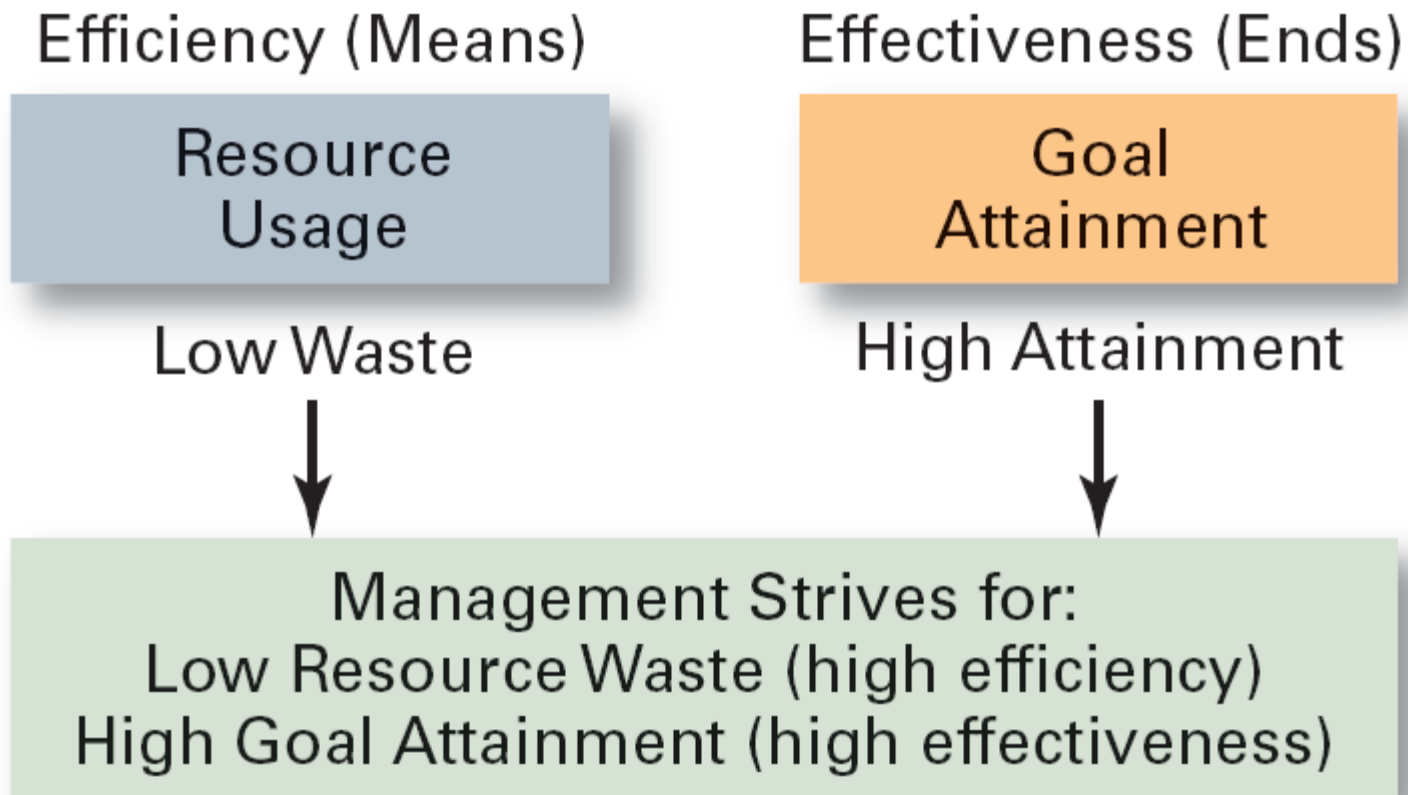 Efficiency (Means)
Resource
Usage
Low Waste
Effectiveness (Ends)
Goal
Attainment
High Attainment
Management Strives for:
Low Resource Waste (high efficiency)
High Goal Attainment (high effectiveness)